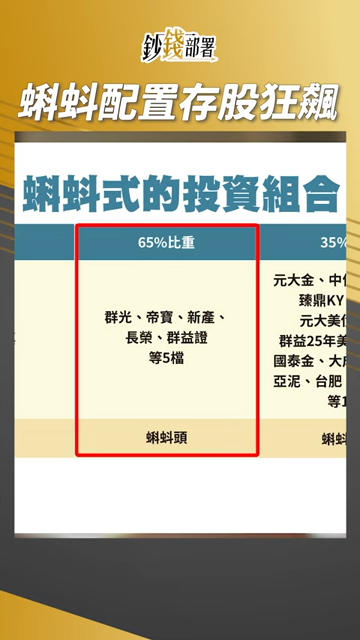 鈔錢部署
蝌蚪配置存股狂飆
蝌蚪式的投資組合
65%比重
35%
群光、帝寶、新產、
長榮、群益證
等5檔
元大金、中
臻鼎KY
元大美
群益25年美
國泰金、大
亞泥、台肥
等1
蝌蚪頭
蝌蚪